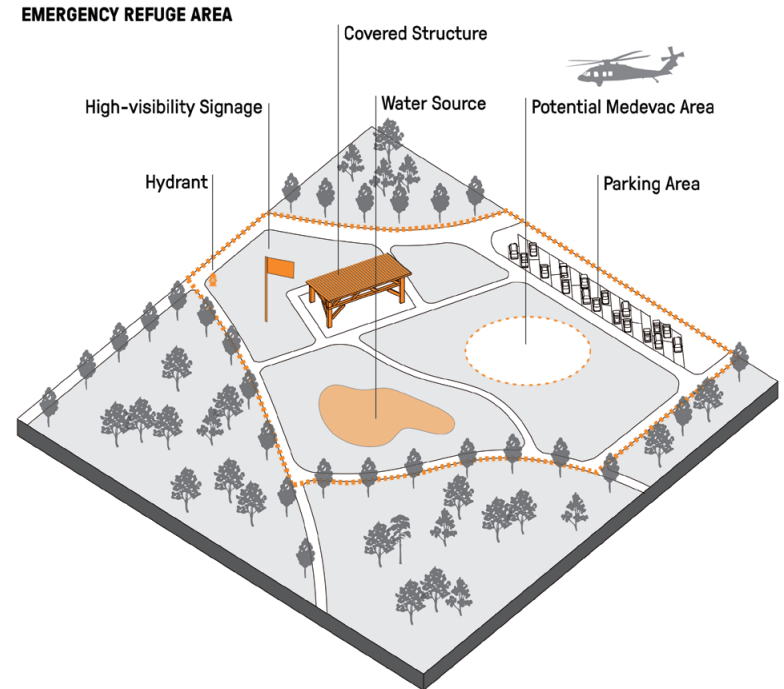 EMERGENCY REFUGE AREA
Covered Structure
High-visibility Signage
Water Source
Potential Medevac Area
Hydrant
Parking Area